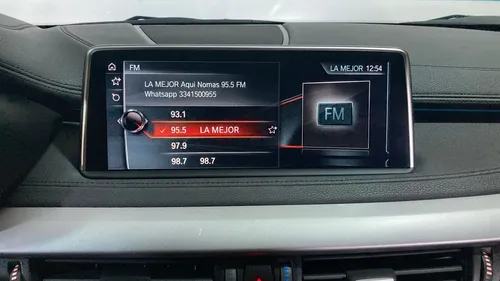 FM
LA MEJOR 12:54
LA MEJOR Aqui Nomas 95.5 FM
Whatsapp 3341500955
93.1
✓ 95.5 LA MEJOR
97.9
98.7 98.7
FM